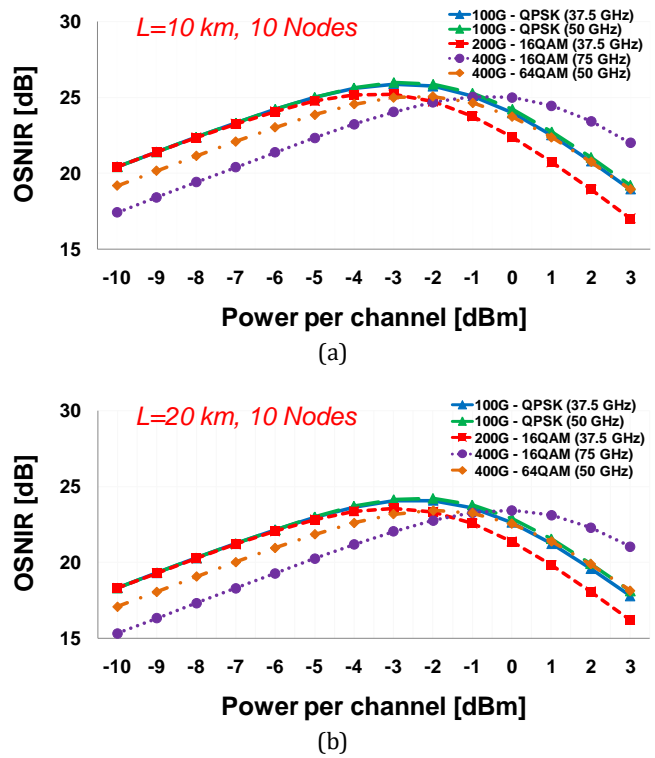 L=10 km, 10 Nodes
100G - QPSK (37.5 GHz)
100G - QPSK (50 GHz)
200G - 16QAM (37.5 GHz)
400G - 16QAM (75 GHz)
400G - 64QAM (50 GHz)
OSNIR [dB]
30
25
20
15
-10 -9 -8 -7 -6 -5 -4 -3 -2 -1 0 1 2 3
Power per channel [dBm]
(a)
L=20 km, 10 Nodes
100G - QPSK (37.5 GHz)
100G - QPSK (50 GHz)
200G - 16QAM (37.5 GHz)
400G - 16QAM (75 GHz)
400G - 64QAM (50 GHz)
OSNIR [dB]
30
25
20
15
-10 -9 -8 -7 -6 -5 -4 -3 -2 -1 0 1 2 3
Power per channel [dBm]
(b)